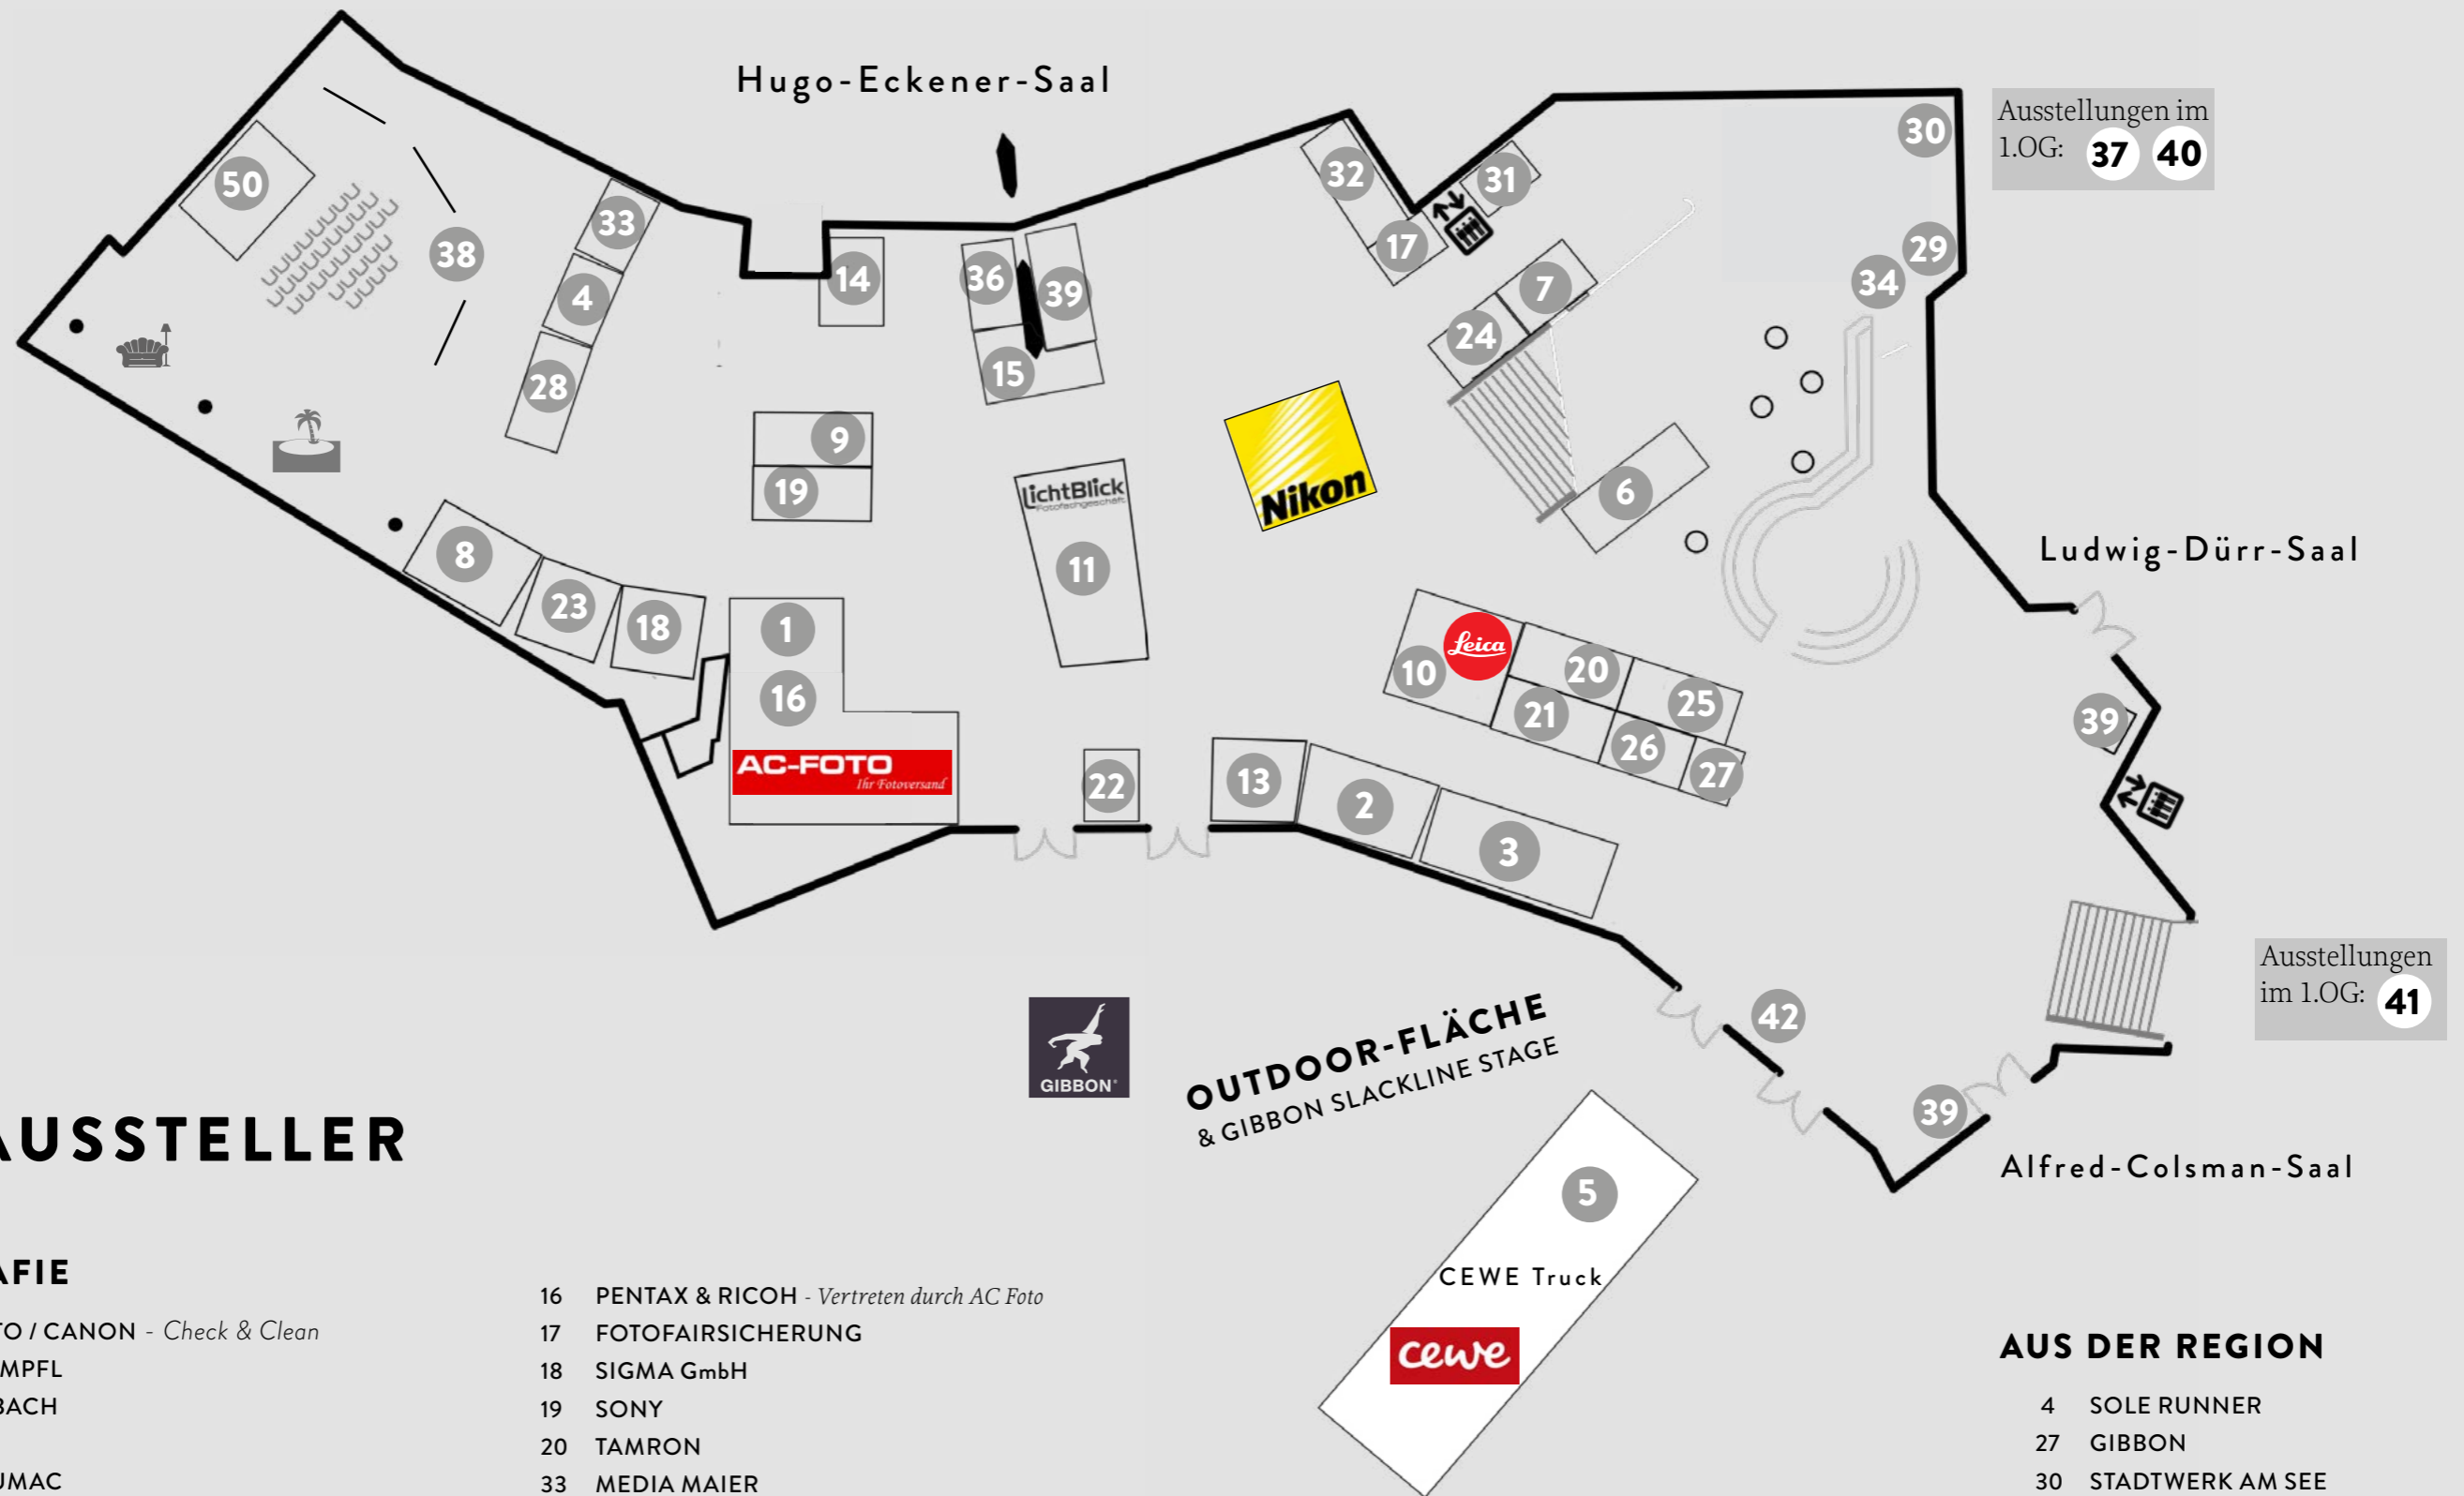 Hugo-Eckener-Saal
Ausstellungen im
1.OG: 37 40
50
38
33
4
28
14
36
39
15
32
17
31
30
29
34
7
24
9
19
Nikon
6
LichtBlick
Fotofachgeschäft
11
Ludwig-Dürr-Saal
8
23
18
1
16
AC-FOTO
Ihr Fotoversand
Leica
10
20
21
25
26
27
39
22
13
2
3
Ausstellungen
im 1.OG: 41
42
39
GIBBON
OUTDOOR-FLÄCHE
& GIBBON SLACKLINE STAGE
Alfred-Colsman-Saal
5
CEWE Truck
cewe
AUSSTELLER
AFIE
TO / CANON - Check & Clean
MPFL
BACH
UMAC
16 PENTAX & RICOH - Vertreten durch AC Foto
17 FOTOFAIRSICHERUNG
18 SIGMA GmbH
19 SONY
20 TAMRON
33 MEDIA MAIER
AUS DER REGION
4 SOLE RUNNER
27 GIBBON
30 STADTWERK AM SEE